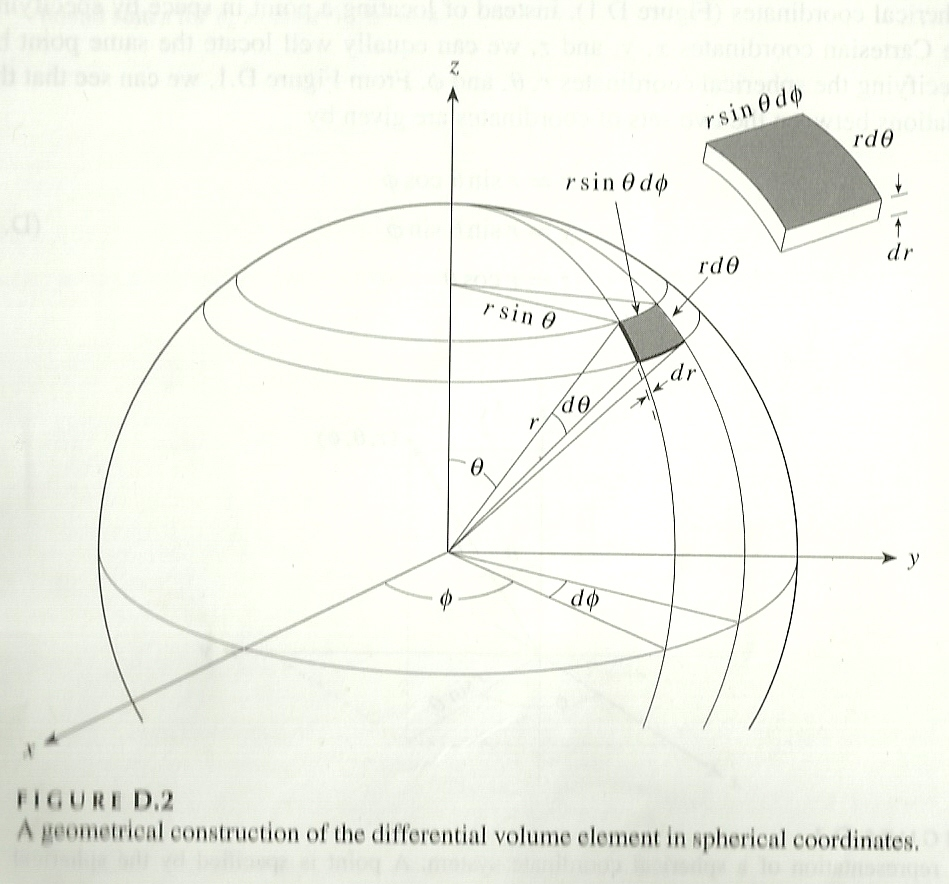 z
r sin θ dϕ
rdθ
dr
r sin θ dϕ
rdθ
r sin θ
dr
dθ
r
θ
y
ϕ
dϕ
x
FIGURE D.2
A geometrical construction of the differential volume element in spherical coordinates.